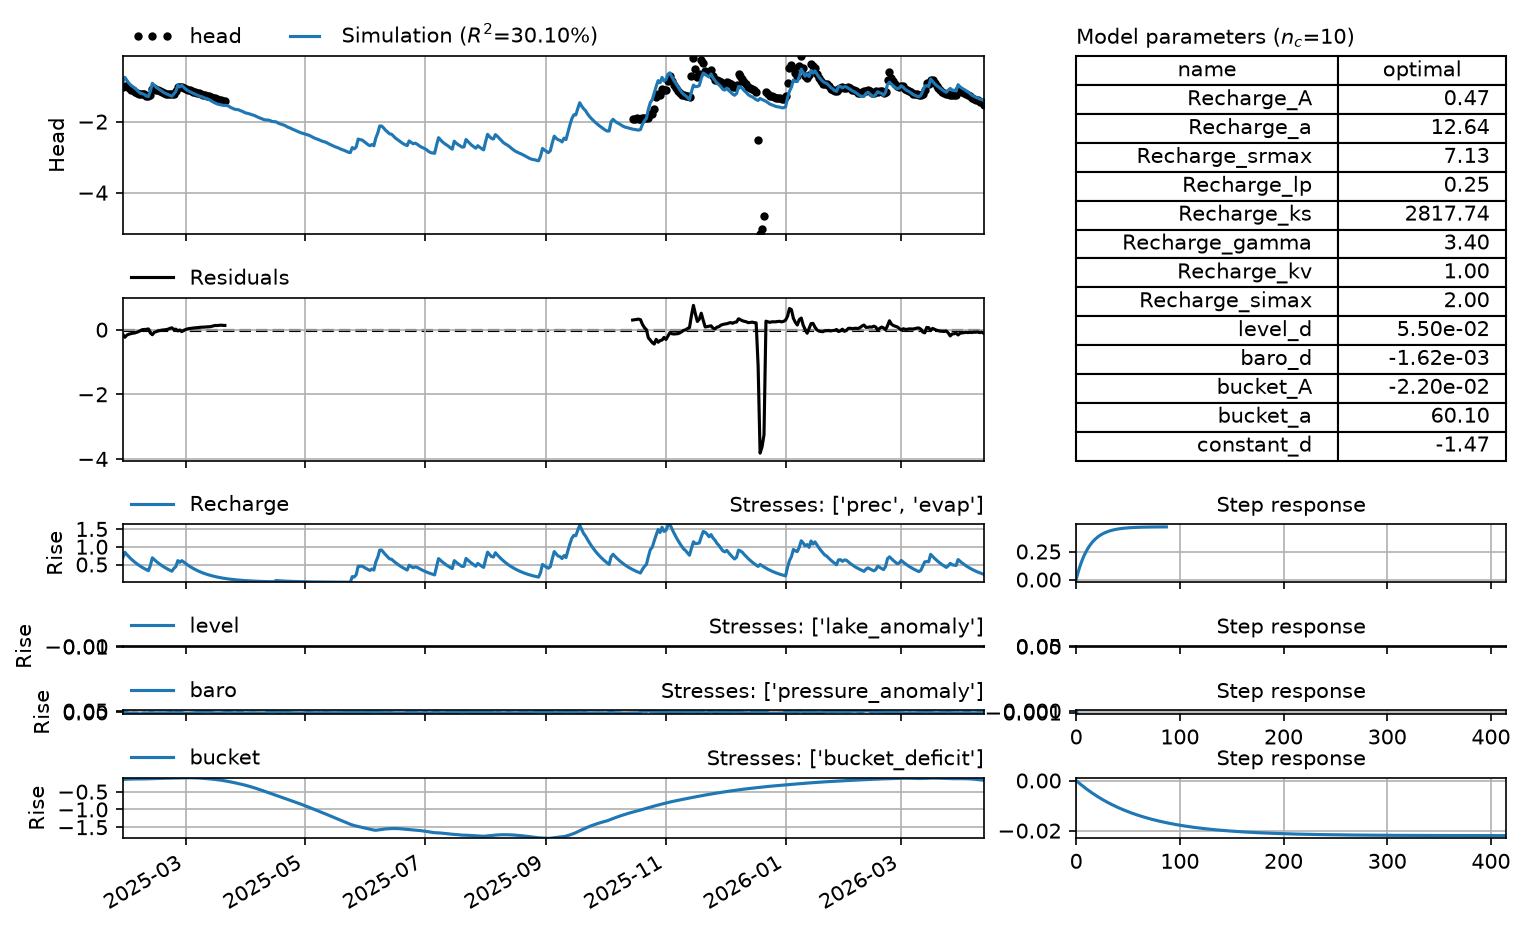 head Simulation (R²=30.10%)
Head
−2
−4
Residuals
0
−2
−4
Model parameters (n_c=10)
name optimal
Recharge_A 0.47
Recharge_a 12.64
Recharge_srmax 7.13
Recharge_lp 0.25
Recharge_ks 2817.74
Recharge_gamma 3.40
Recharge_kv 1.00
Recharge_simax 2.00
level_d 5.50e-02
baro_d -1.62e-03
bucket_A -2.20e-02
bucket_a 60.10
constant_d -1.47
Recharge Stresses: ['prec', 'evap']
Rise
1.5
1.0
0.5
Step response
0.25
0.00
level Stresses: ['lake_anomaly']
Rise
Step response
baro Stresses: ['pressure_anomaly']
Rise
Step response
0 100 200 300 400
bucket Stresses: ['bucket_deficit']
Rise
−0.5
−1.0
−1.5
2025-03 2025-05 2025-07 2025-09 2025-11 2026-01 2026-03
Step response
0.00
−0.02
0 100 200 300 400